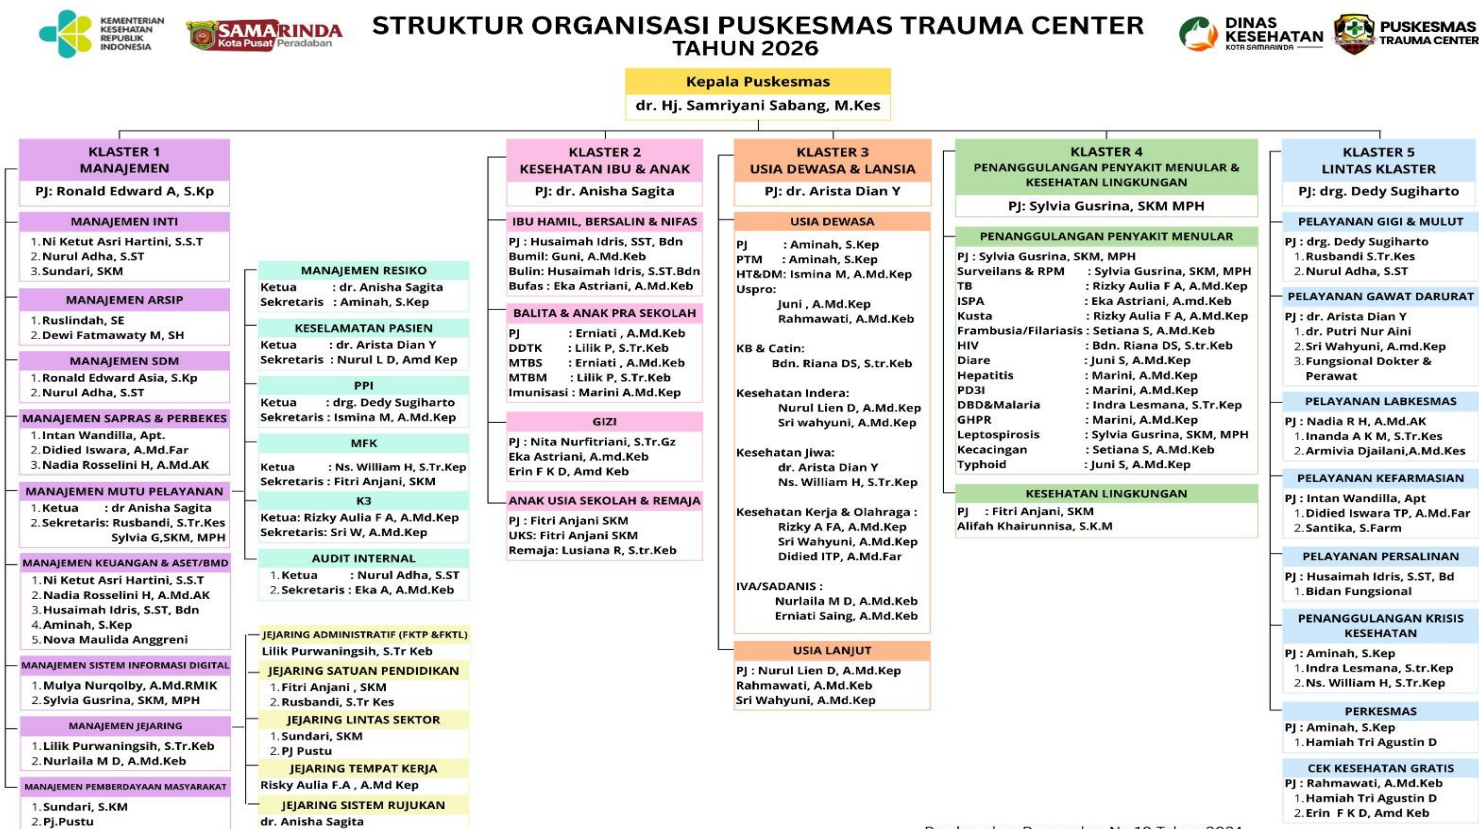 KEMENTERIAN
KESEHATAN
REPUBLIK
INDONESIA
SAMARINDA
Kota Pusat Peradaban
STRUKTUR ORGANISASI PUSKESMAS TRAUMA CENTER
TAHUN 2026
DINAS
KESEHATAN
KOTA SAMARINDA
PUSKESMAS
TRAUMA CENTER
Kepala Puskesmas
dr. Hj. Samriyani Sabang, M.Kes
KLASTER 1
MANAJEMEN
PJ: Ronald Edward A, S.Kp
MANAJEMEN INTI
1. Ni Ketut Asri Hartini, S.S.T
2. Nurul Adha, S.ST
3. Sundari, SKM
MANAJEMEN ARSIP
1. Ruslindah, SE
2. Dewi Fatmawaty M, SH
MANAJEMEN SDM
1. Ronald Edward Asia, S.Kp
2. Nurul Adha, S.ST
MANAJEMEN SAPRAS & PERBEKES
1. Intan Wandilla, Apt.
2. Didied Iswara, A.Md.Far
3. Nadia Rosselini H, A.Md.AK
MANAJEMEN MUTU PELAYANAN
1. Ketua : dr Anisha Sagita
2. Sekretaris: Rusbandi, S.Tr.Kes
Sylvia G,SKM, MPH
MANAJEMEN KEUANGAN & ASET/BMD
1. Ni Ketut Asri Hartini, S.S.T
2. Nadia Rosselini H, A.Md.AK
3. Husaimah Idris, S.ST, Bdn
4. Aminah, S.Kep
5. Nova Maulida Anggreni
MANAJEMEN SISTEM INFORMASI DIGITAL
1. Mulya Nurqolby, A.Md.RMIK
2. Sylvia Gusrina, SKM, MPH
MANAJEMEN JEJARING
1. Lilik Purwaningsih, S.Tr.Keb
2. Nurlaila M D, A.Md.Keb
MANAJEMEN PEMBERDAYAAN MASYARAKAT
1. Sundari, S.KM
2. Pj.Pustu
MANAJEMEN RESIKO
Ketua : dr. Anisha Sagita
Sekretaris : Aminah, S.Kep
KESELAMATAN PASIEN
Ketua : dr. Arista Dian Y
Sekretaris : Nurul L D, Amd Kep
PPI
Ketua : drg. Dedy Sugiharto
Sekretaris : Ismina M, A.Md.Kep
MFK
Ketua : Ns. William H, S.Tr.Kep
Sekretaris : Fitri Anjani, SKM
K3
Ketua: Rizky Aulia F A, A.Md.Kep
Sekretaris: Sri W, A.Md.Kep
AUDIT INTERNAL
1. Ketua : Nurul Adha, S.ST
2. Sekretaris : Eka A, A.Md.Keb
JEJARING ADMINISTRATIF (FKTP &FKTL)
Lilik Purwaningsih, S.Tr Keb
JEJARING SATUAN PENDIDIKAN
1. Fitri Anjani , SKM
2. Rusbandi, S.Tr Kes
JEJARING LINTAS SEKTOR
1. Sundari, SKM
2. PJ Pustu
JEJARING TEMPAT KERJA
Risky Aulia F.A , A.Md Kep
JEJARING SISTEM RUJUKAN
dr. Anisha Sagita
KLASTER 2
KESEHATAN IBU & ANAK
PJ: dr. Anisha Sagita
IBU HAMIL, BERSALIN & NIFAS
PJ : Husaimah Idris, SST, Bdn
Bumil: Guni, A.Md.Keb
Bulin: Husaimah Idris, S.ST.Bdn
Bufas : Eka Astriani, A.Md.Keb
BALITA & ANAK PRA SEKOLAH
PJ : Erniati , A.Md.Keb
DDTK : Lilik P, S.Tr.Keb
MTBS : Erniati , A.Md.Keb
MTBM : Lilik P, S.Tr.Keb
Imunisasi : Marini A.Md.Kep
GIZI
PJ : Nita Nurfitriani, S.Tr.Gz
Eka Astriani, A.md.Keb
Erin F K D, Amd Keb
ANAK USIA SEKOLAH & REMAJA
PJ : Fitri Anjani SKM
UKS: Fitri Anjani SKM
Remaja: Lusiana R, S.tr.Keb
KLASTER 3
USIA DEWASA & LANSIA
PJ: dr. Arista Dian Y
USIA DEWASA
PJ : Aminah, S.Kep
PTM : Aminah, S.Kep
HT&DM: Ismina M, A.Md.Kep
Uspro:
Juni , A.Md.Kep
Rahmawati, A.Md.Keb
KB & Catin:
Bdn. Riana DS, S.tr.Keb
Kesehatan Indera:
Nurul Lien D, A.Md.Kep
Sri wahyuni, A.Md.Kep
Kesehatan Jiwa:
dr. Arista Dian Y
Ns. William H, S.Tr.Kep
Kesehatan Kerja & Olahraga :
Rizky A FA, A.Md.Kep
Sri Wahyuni, A.Md.Kep
Didied ITP, A.Md.Far
IVA/SADANIS :
Nurlaila M D, A.Md.Keb
Erniati Saing, A.Md.Keb
USIA LANJUT
PJ : Nurul Lien D, A.Md.Kep
Rahmawati, A.Md.Keb
Sri Wahyuni, A.Md.Kep
KLASTER 4
PENANGGULANGAN PENYAKIT MENULAR &
KESEHATAN LINGKUNGAN
PJ: Sylvia Gusrina, SKM MPH
PENANGGULANGAN PENYAKIT MENULAR
PJ : Sylvia Gusrina, SKM, MPH
Surveilans & RPM : Sylvia Gusrina, SKM, MPH
TB : Rizky Aulia F A, A.Md.Kep
ISPA : Eka Astriani, A.md.Keb
Kusta : Rizky Aulia F A, A.Md.Kep
Frambusia/Filariasis : Setiana S, A.Md.Keb
HIV : Bdn. Riana DS, S.tr.Keb
Diare : Juni S, A.Md.Kep
Hepatitis : Marini, A.Md.Kep
PD3I : Marini, A.Md.Kep
DBD&Malaria : Indra Lesmana, S.Tr.Kep
GHPR : Marini, A.Md.Kep
Leptospirosis : Sylvia Gusrina, SKM, MPH
Kecacingan : Setiana S, A.Md.Keb
Typhoid : Juni S, A.Md.Kep
KESEHATAN LINGKUNGAN
PJ : Fitri Anjani, SKM
Alifah Khairunnisa, S.K.M
KLASTER 5
LINTAS KLASTER
PJ: drg. Dedy Sugiharto
PELAYANAN GIGI & MULUT
PJ : drg. Dedy Sugiharto
1. Rusbandi S.Tr.Kes
2. Nurul Adha, S.ST
PELAYANAN GAWAT DARURAT
PJ : dr. Arista Dian Y
1. dr. Putri Nur Aini
2. Sri Wahyuni, A.md.Kep
3. Fungsional Dokter &
Perawat
PELAYANAN LABKESMAS
PJ : Nadia R H, A.Md.AK
1. Inanda A K M, S.Tr.Kes
2. Armivia Djailani,A.Md.Kes
PELAYANAN KEFARMASIAN
PJ : Intan Wandilla, Apt
1. Didied Iswara TP, A.Md.Far
2. Santika, S.Farm
PELAYANAN PERSALINAN
PJ : Husaimah Idris, S.ST, Bd
1. Bidan Fungsional
PENANGGULANGAN KRISIS
KESEHATAN
PJ : Aminah, S.Kep
1. Indra Lesmana, S.tr.Kep
2. Ns. William H, S.Tr.Kep
PERKESMAS
PJ : Aminah, S.Kep
1. Hamiah Tri Agustin D
CEK KESEHATAN GRATIS
PJ : Rahmawati, A.Md.Keb
1. Hamiah Tri Agustin D
2. Erin F K D, Amd Keb